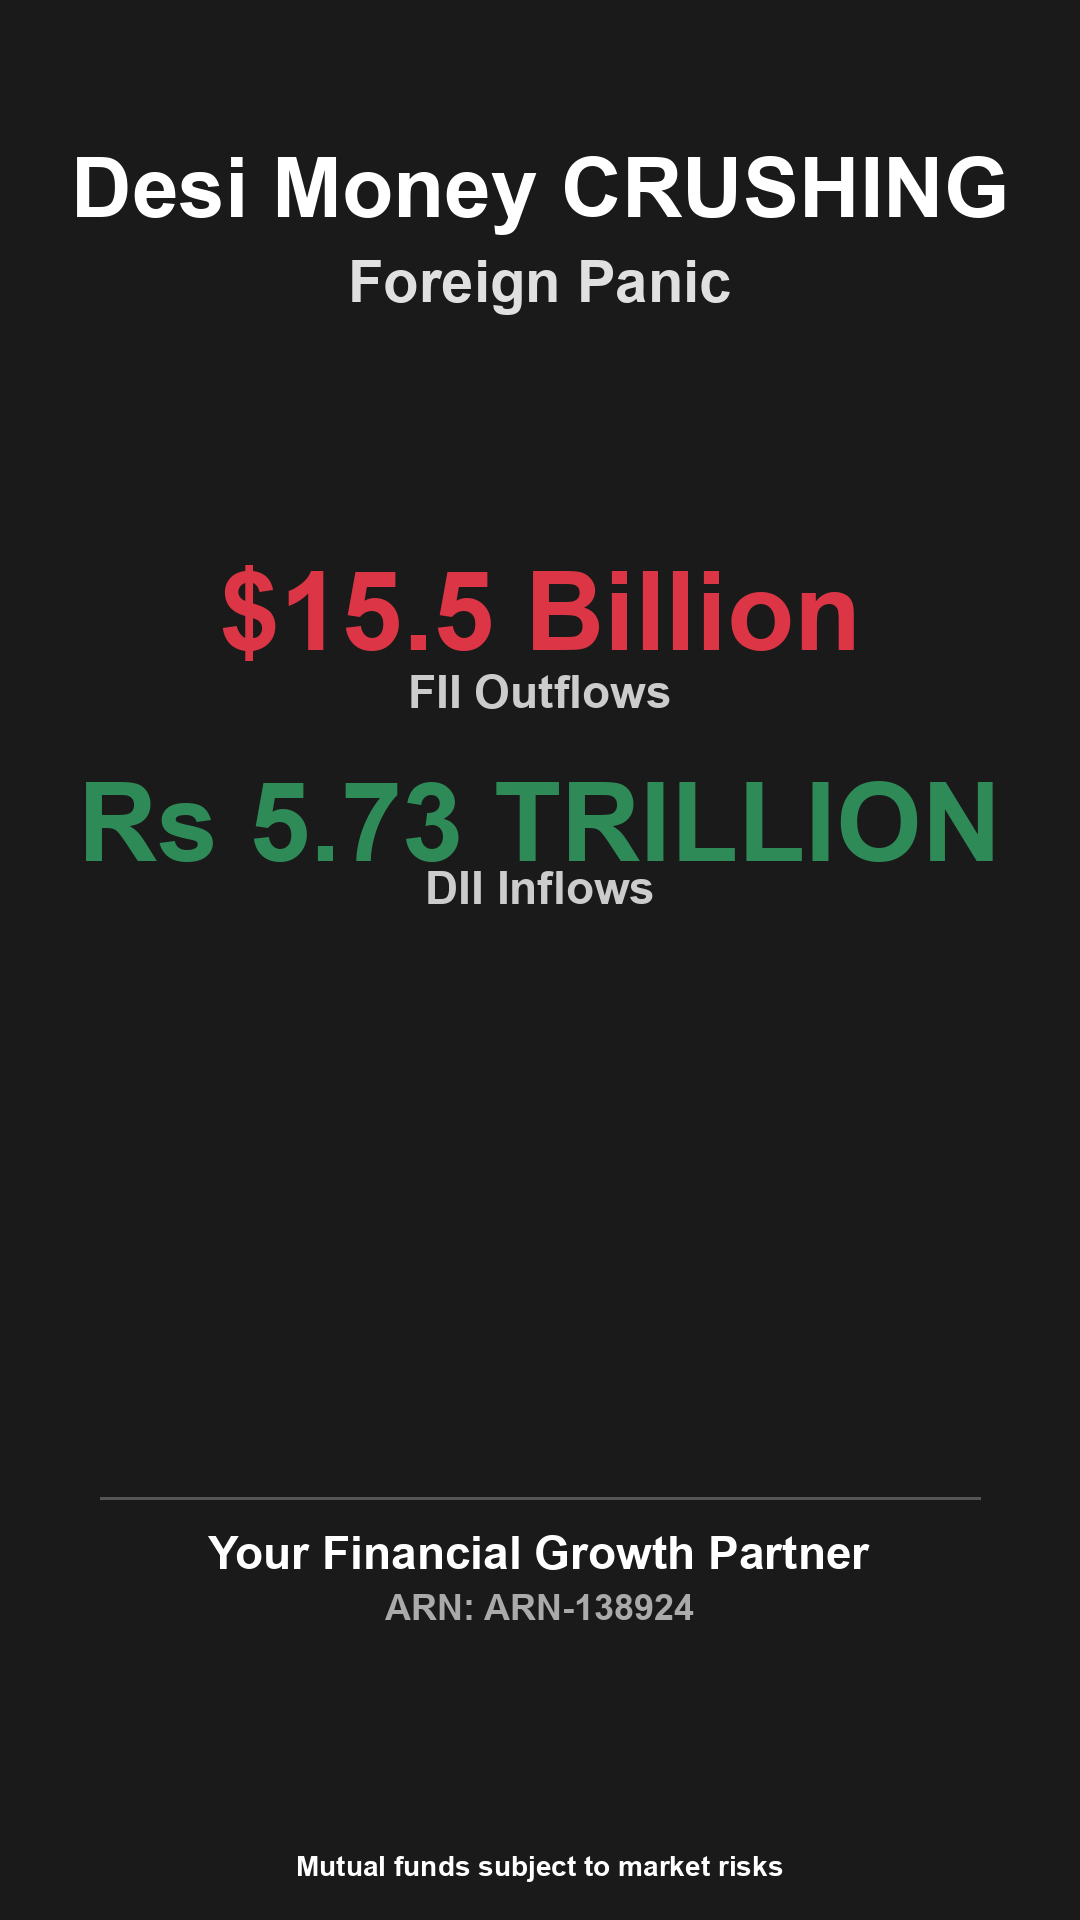 Desi Money CRUSHING
Foreign Panic
$15.5 Billion
FII Outflows
Rs 5.73 TRILLION
DII Inflows
Your Financial Growth Partner
ARN: ARN-138924
Mutual funds subject to market risks